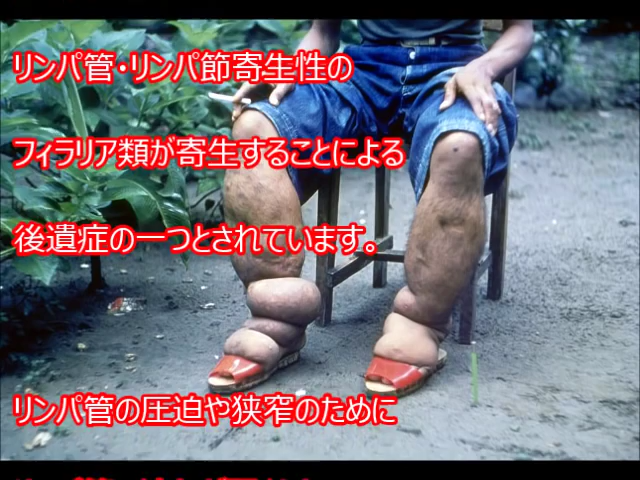 リンパ管・リンパ節寄生性の
フィラリア類が寄生することによる
後遺症の一つとされています。
リンパ管の圧迫や狭窄のために